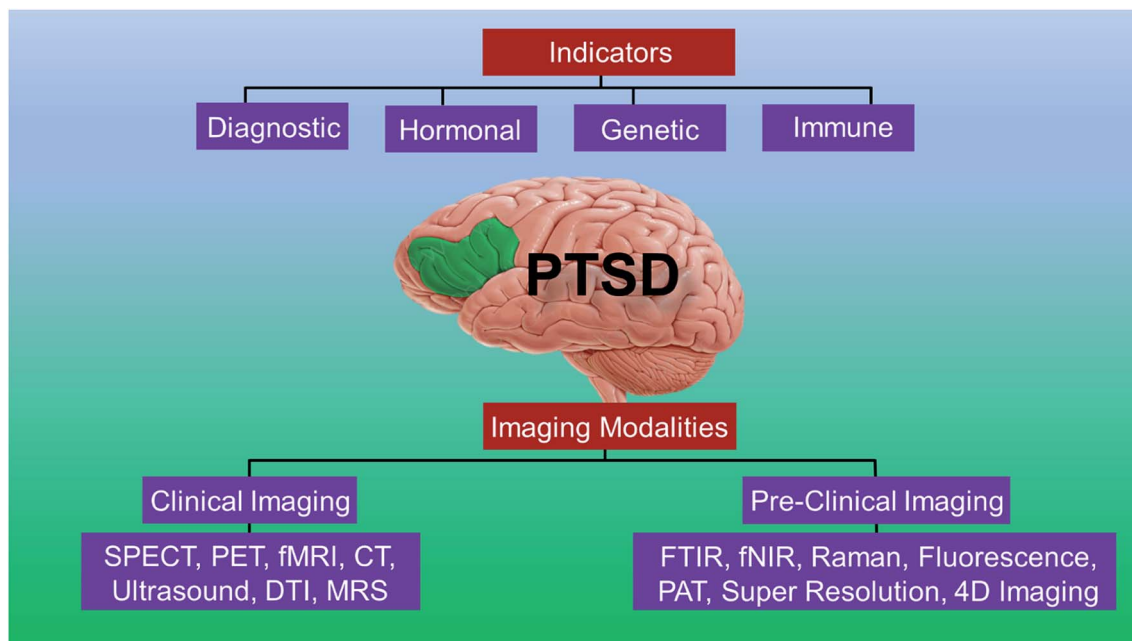 Indicators
Diagnostic
Hormonal
Genetic
Immune
PTSD
Imaging Modalities
Clinical Imaging
Pre-Clinical Imaging
SPECT, PET, fMRI, CT,
Ultrasound, DTI, MRS
FTIR, fNIR, Raman, Fluorescence,
PAT, Super Resolution, 4D Imaging